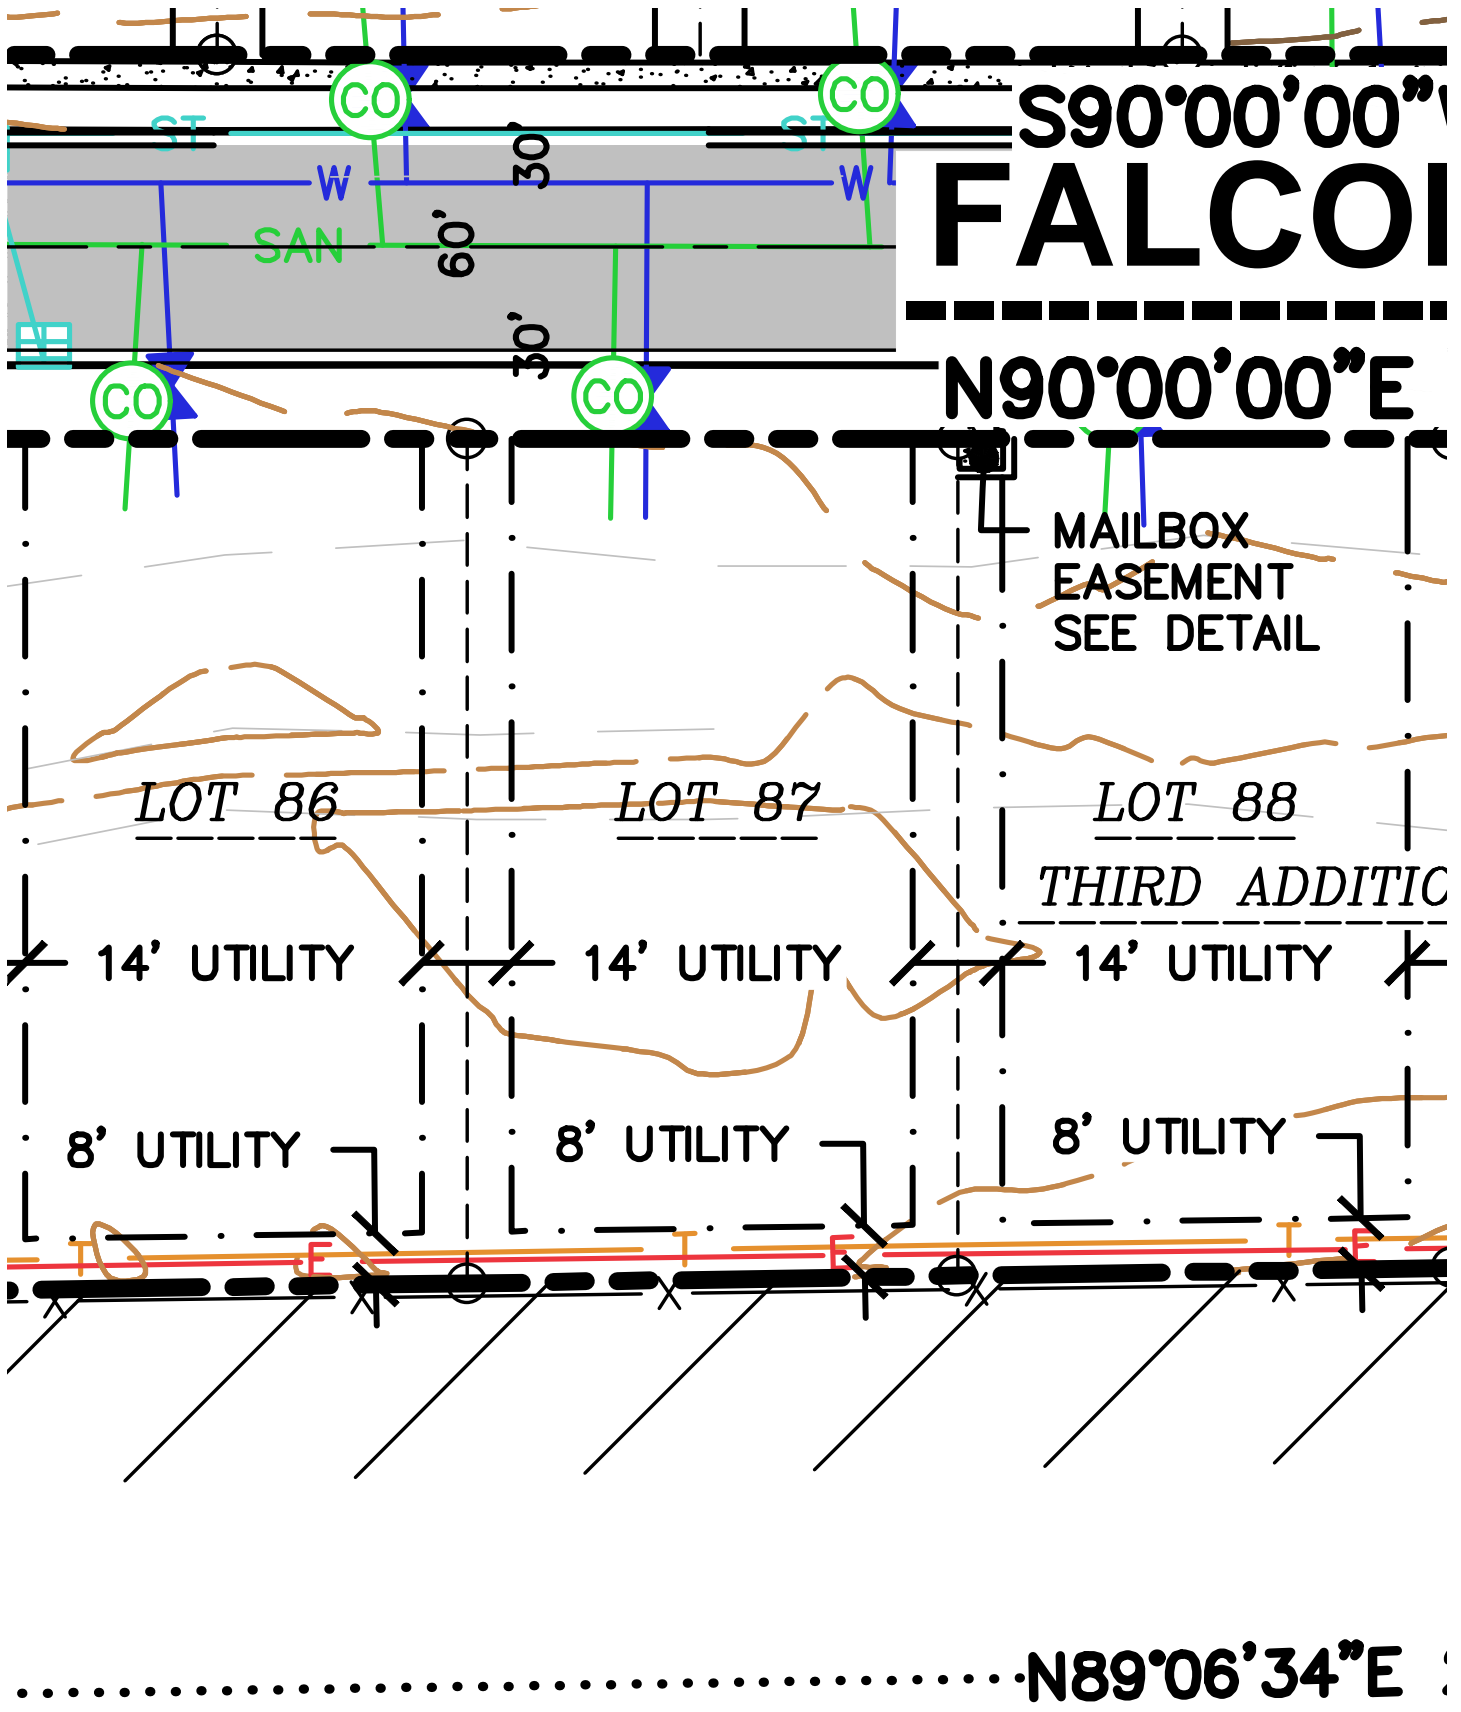 CO
CO
S90°00'00"
ST
ST
30'
W
W
FALCO
60'
SAN
30'
N90°00'00"E
CO
CO
MAILBOX
EASEMENT
SEE DETAIL
LOT 86
LOT 87
LOT 88
THIRD ADDITIO
14' UTILITY
14' UTILITY
14' UTILITY
8' UTILITY
8' UTILITY
8' UTILITY
T
E
T
E
T
E
N89°06'34"E